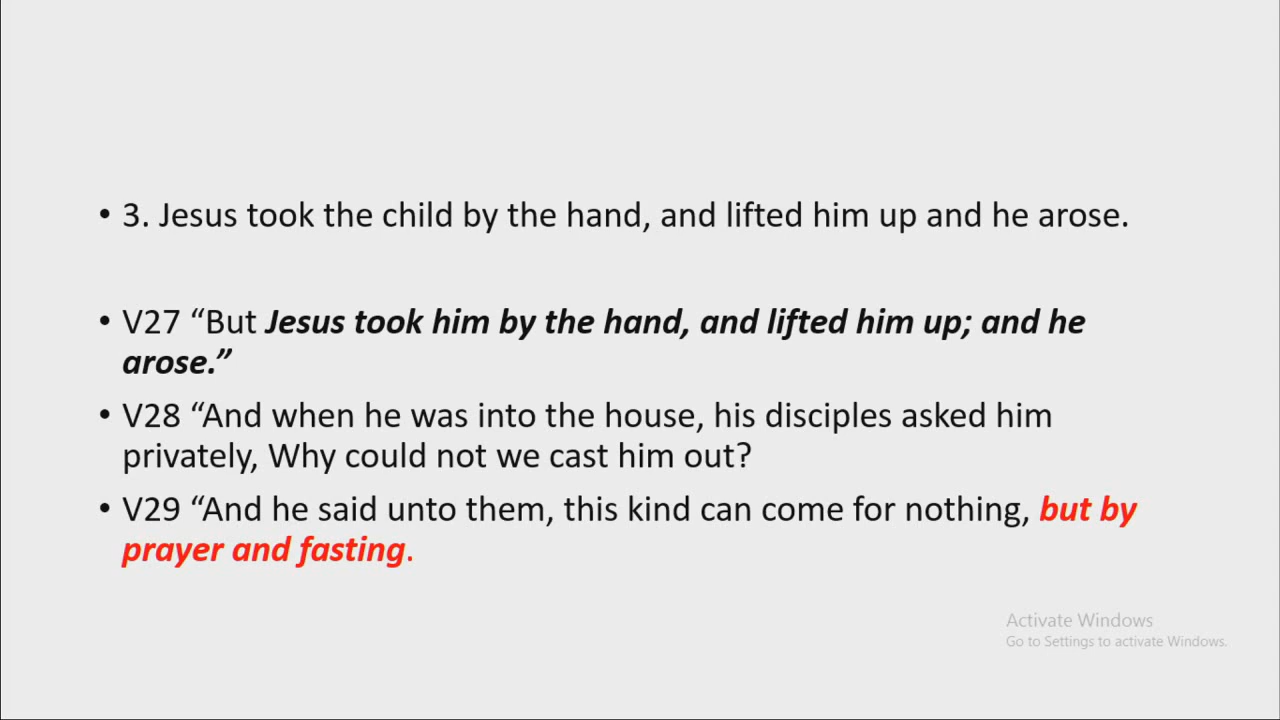 • 3. Jesus took the child by the hand, and lifted him up and he arose.
• V27 “But Jesus took him by the hand, and lifted him up; and he
arose.”
• V28 “And when he was into the house, his disciples asked him
privately, Why could not we cast him out?
• V29 “And he said unto them, this kind can come for nothing, but by
prayer and fasting.
Activate Windows
Go to Settings to activate Windows.